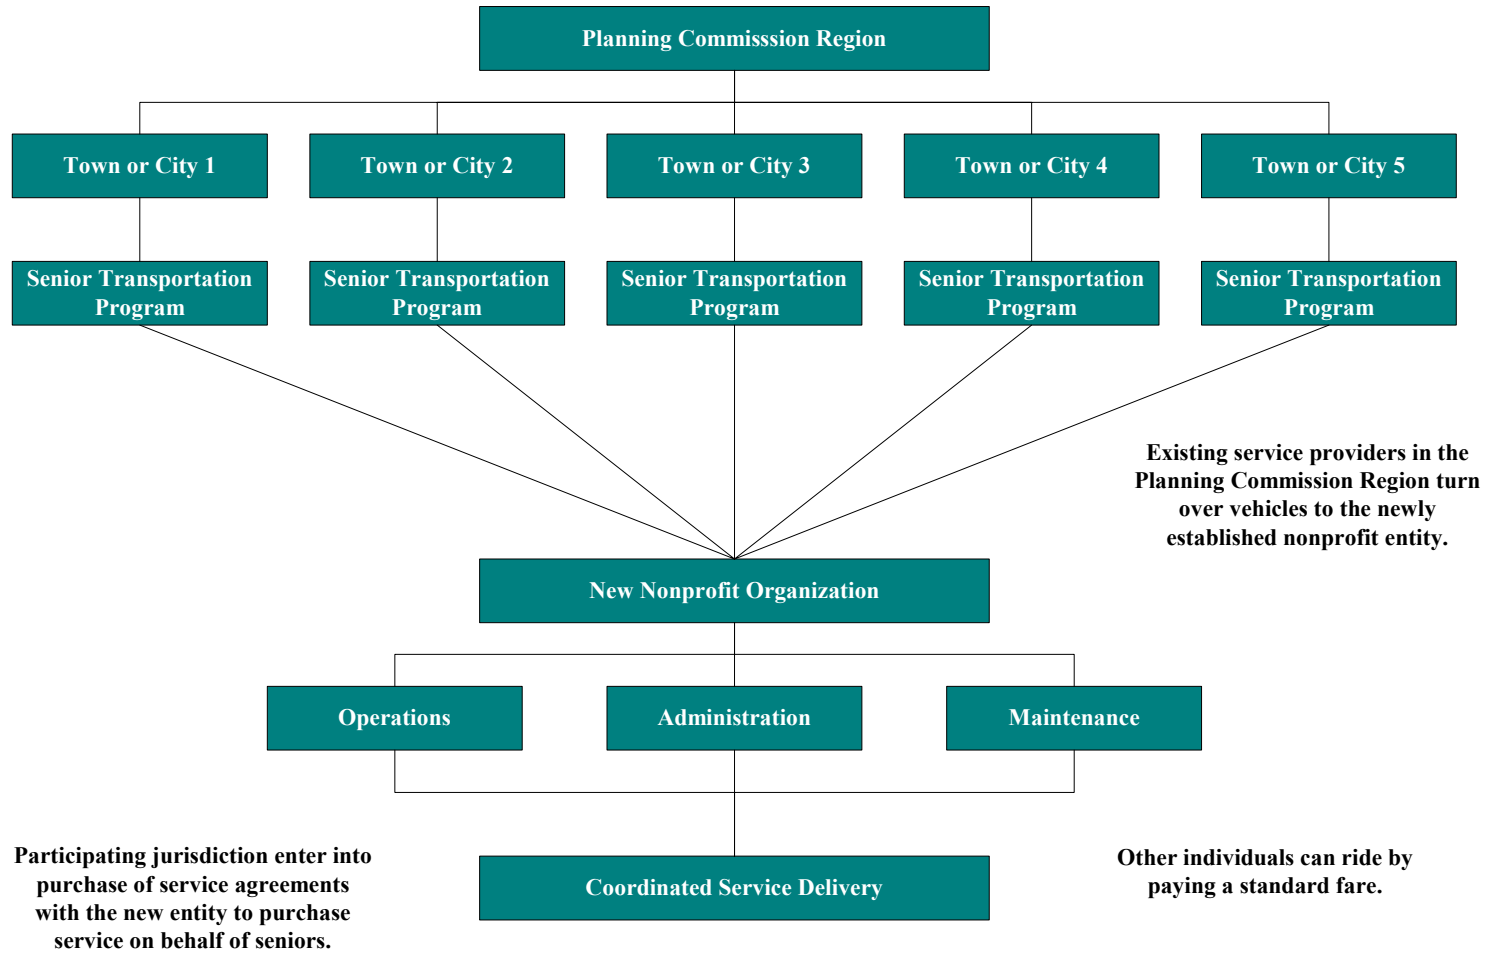 Planning Commisssion Region
Town or City 1
Town or City 2
Town or City 3
Town or City 4
Town or City 5
Senior Transportation
Program
Senior Transportation
Program
Senior Transportation
Program
Senior Transportation
Program
Senior Transportation
Program
Existing service providers in the
Planning Commission Region turn
over vehicles to the newly
established nonprofit entity.
New Nonprofit Organization
Operations
Administration
Maintenance
Participating jurisdiction enter into
purchase of service agreements
with the new entity to purchase
service on behalf of seniors.
Coordinated Service Delivery
Other individuals can ride by
paying a standard fare.